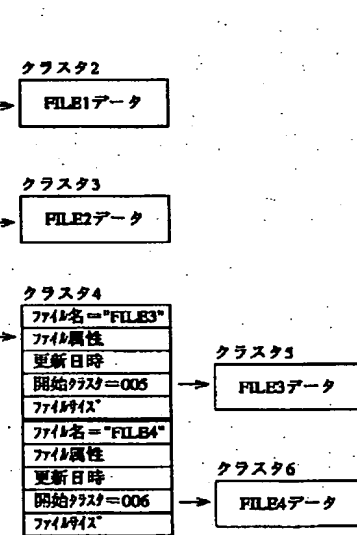 クラスタ2
FILE1データ
クラスタ3
FILE2データ
クラスタ4
ファイル名="FILE3"
ファイル属性
更新日時
開始クラスタ=005
ファイルサイズ
ファイル名="FILE4"
ファイル属性
更新日時
開始クラスタ=006
ファイルサイズ
クラスタ5
FILE3データ
クラスタ6
FILE4データ